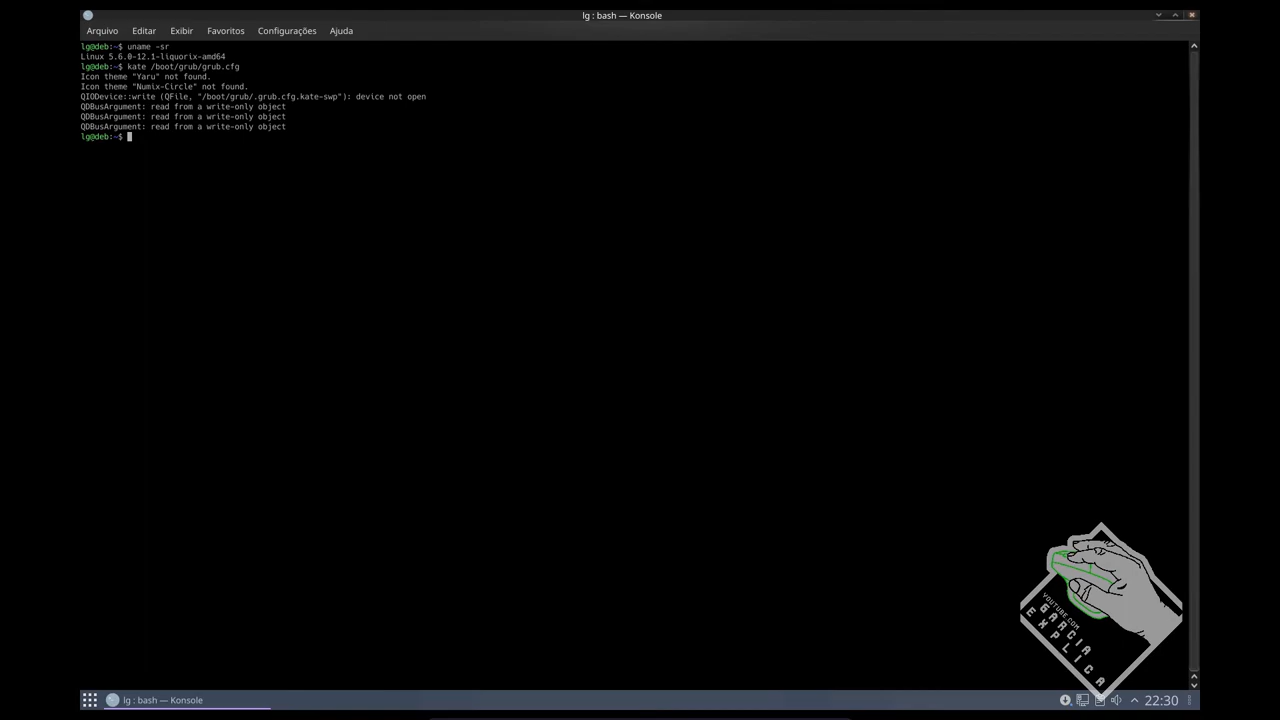 lg : bash — Konsole
Arquivo Editar Exibir Favoritos Configurações Ajuda
lg@deb:~$ uname -sr
Linux 5.6.0-12.1-liquorix-amd64
lg@deb:~$ kate /boot/grub/grub.cfg
Icon theme "Yaru" not found.
Icon theme "Numix-Circle" not found.
QIODevice::write (QFile, "/boot/grub/.grub.cfg.kate-swp"): device not open
QDBusArgument: read from a write-only object
QDBusArgument: read from a write-only object
QDBusArgument: read from a write-only object
lg@deb:~$
YOUTUBE.COM
GARCIA
EXPLICA
lg : bash — Konsole
22:30